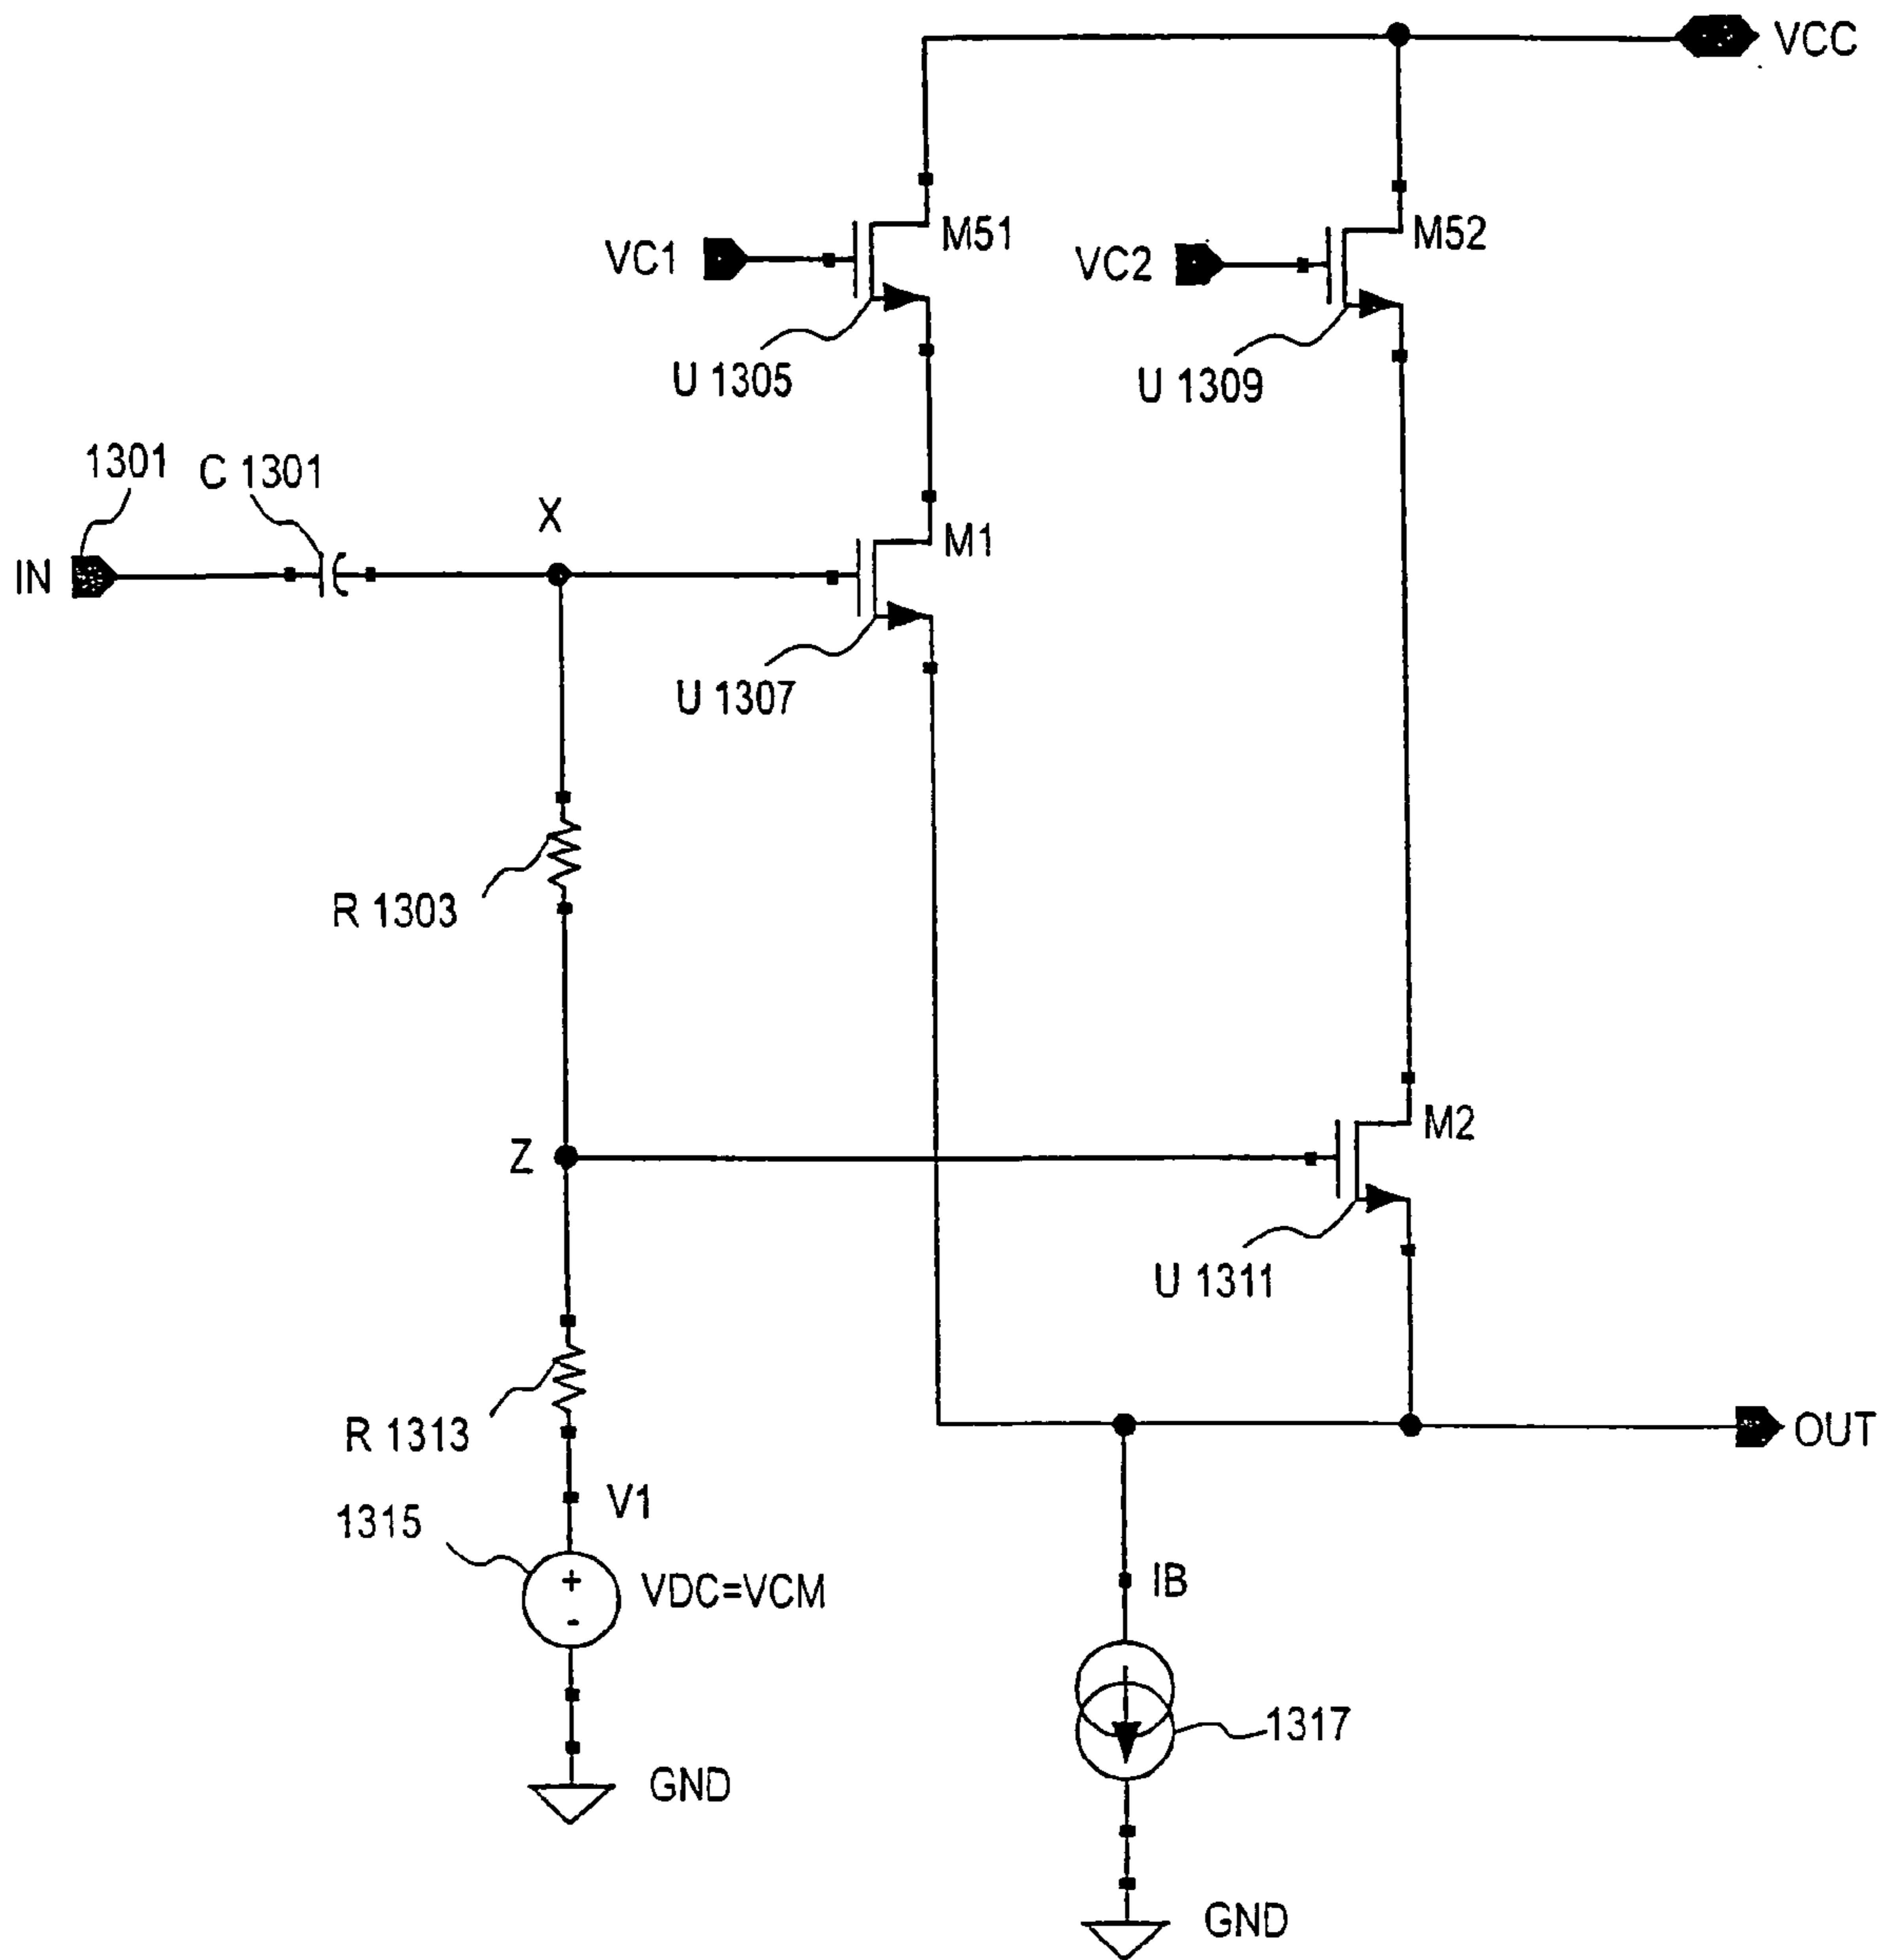 VCC
M51
M52
VC1
VC2
U 1305
U 1309
1301
C 1301
X
M1
IN
U 1307
R 1303
Z
M2
U 1311
R 1313
OUT
V1
1315
VDC=VCM
+
-
IB
1317
GND
GND